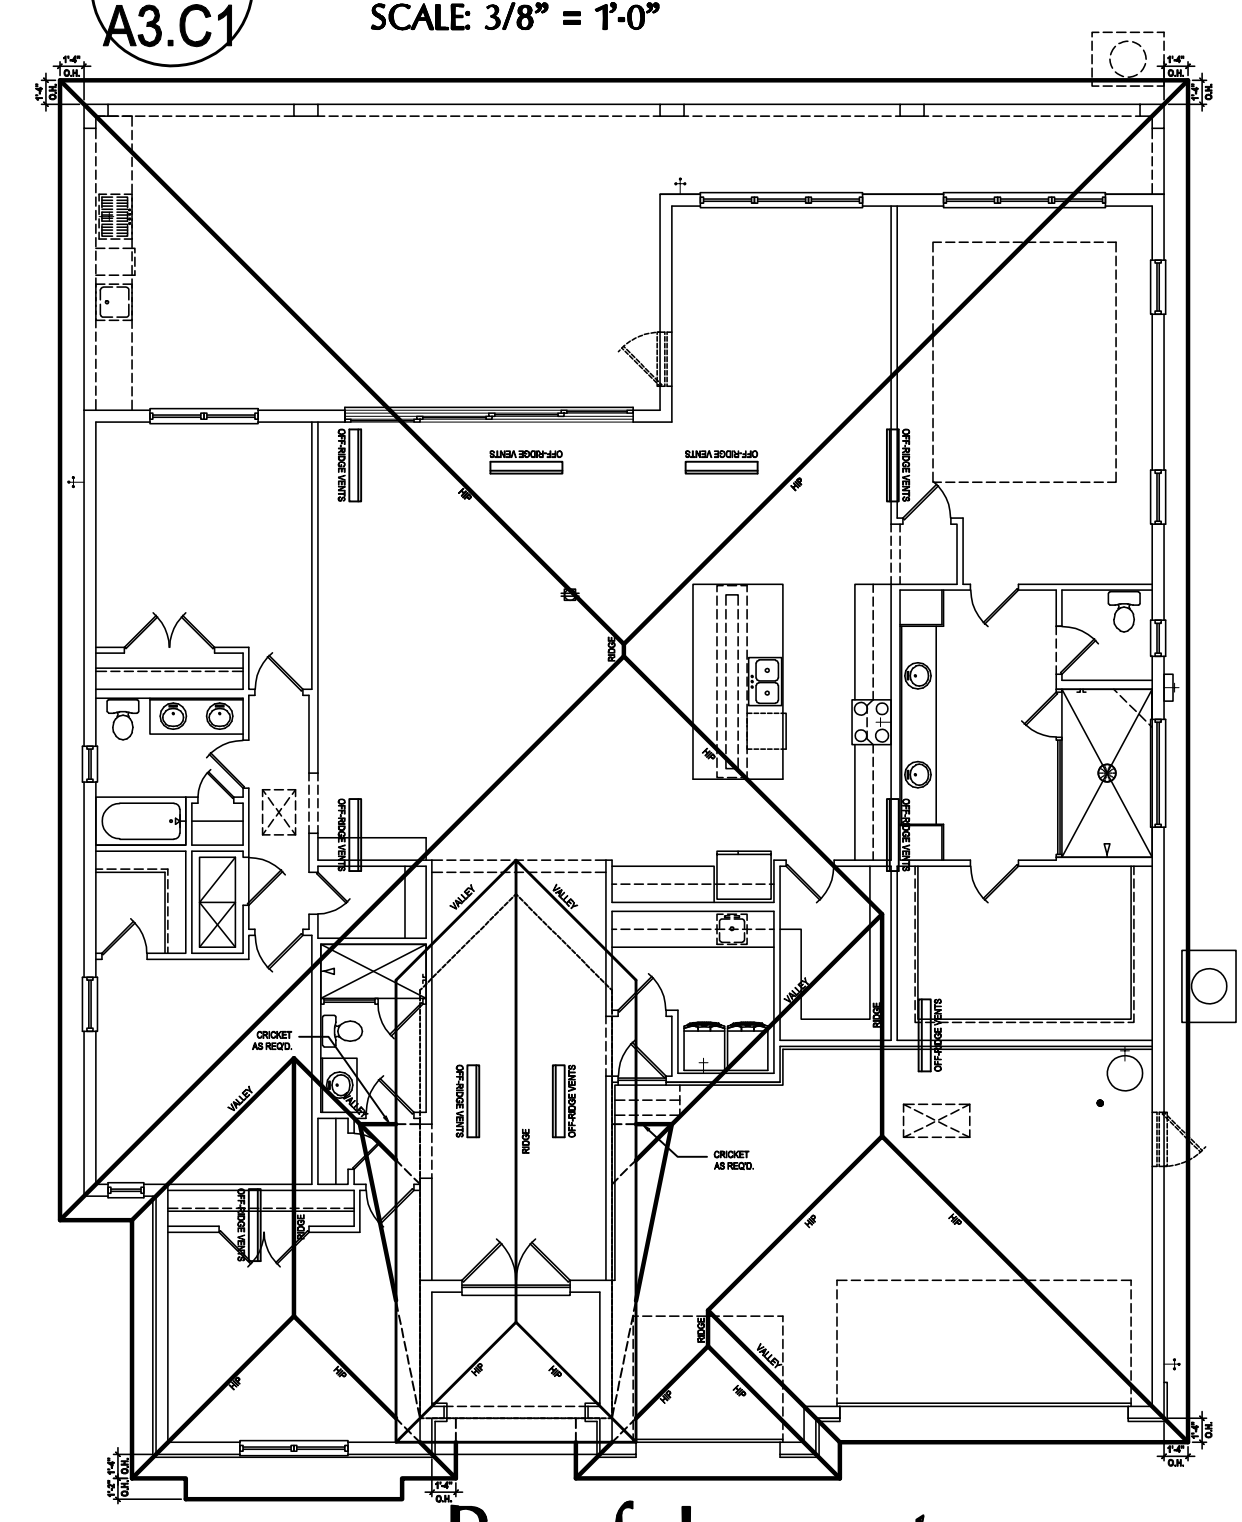 A3.C1
SCALE: 3/8” = 1'-0”
1'-4"
O.H.
1'-4"
O.H.
1'-4"
O.H.
1'-4"
O.H.
OFF-RIDGE VENTS
OFF-RIDGE VENTS
OFF-RIDGE VENTS
OFF-RIDGE VENTS
HIP
HIP
RIDGE
HIP
OFF-RIDGE VENTS
OFF-RIDGE VENTS
VALLEY
VALLEY
VALLEY
RIDGE
OFF-RIDGE VENTS
CRICKET
AS REQ'D.
VALLEY
VALLEY
OFF-RIDGE VENTS
OFF-RIDGE VENTS
RIDGE
CRICKET
AS REQ'D.
OFF-RIDGE VENTS
RIDGE
HIP
HIP
RIDGE
VALLEY
HIP
HIP
HIP
HIP
HIP
HIP
1'-4"
O.H.
1'-2"
O.H.
1'-4"
O.H.
1'-4"
O.H.
1'-4"
O.H.